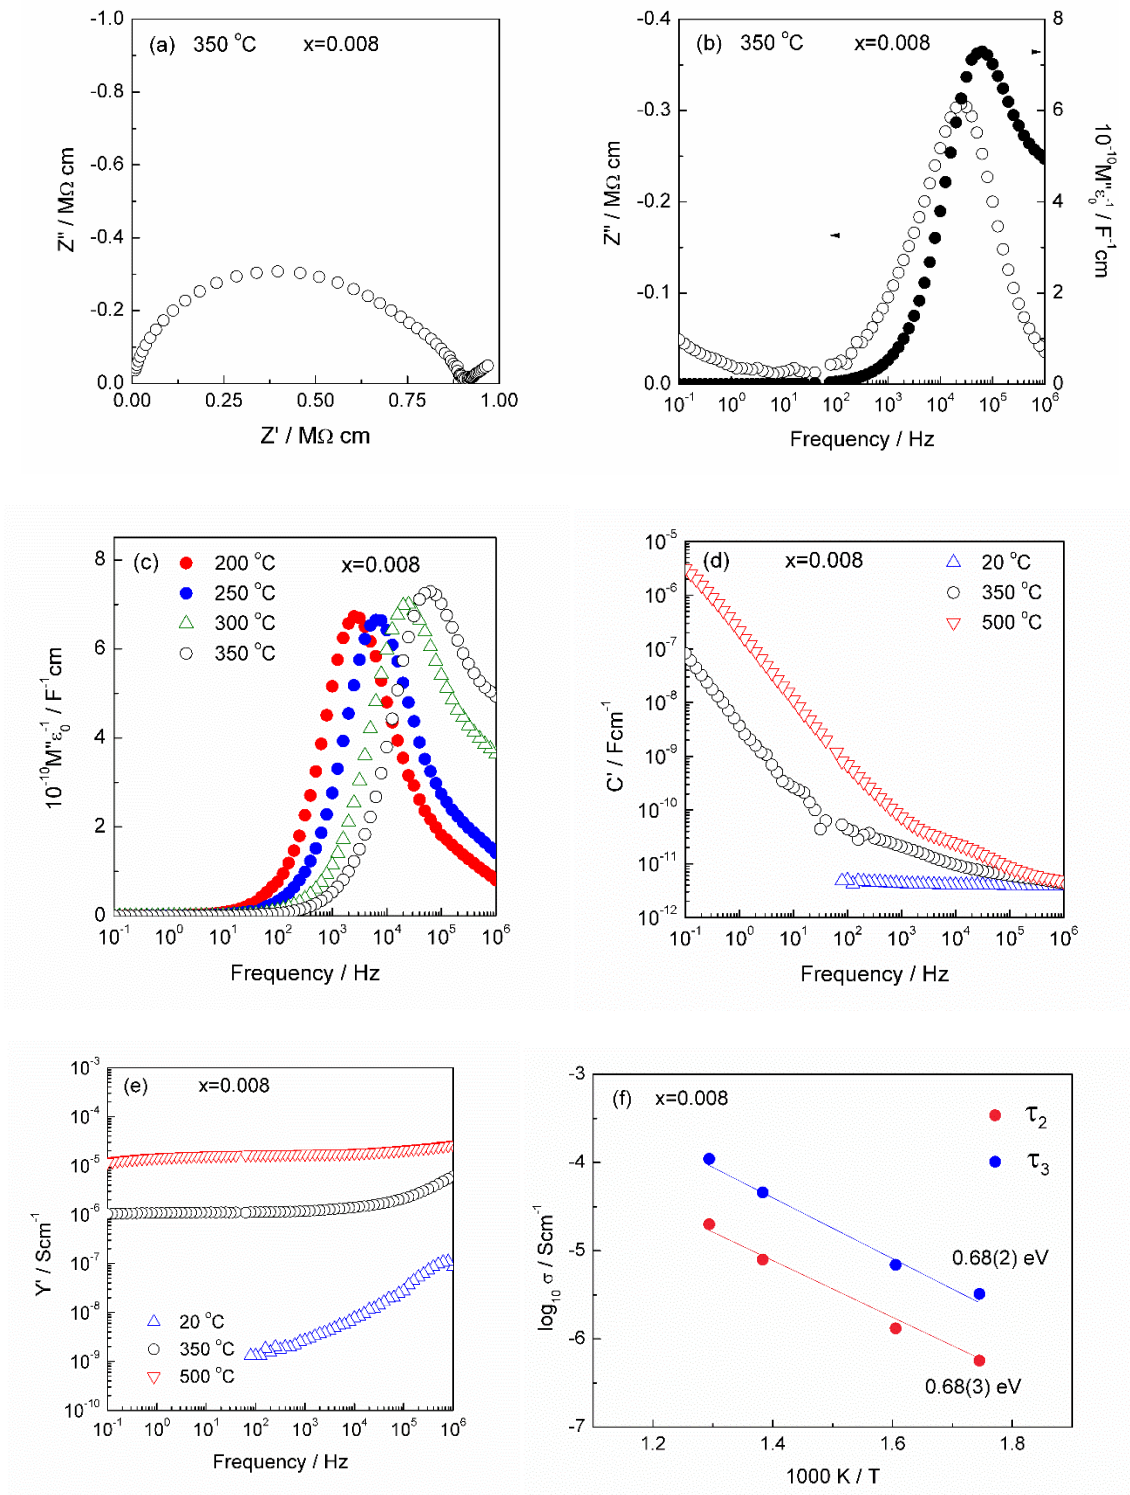 (a) 350 °C x=0.008
-1.0
-0.8
-0.6
-0.4
-0.2
0.0
0.00 0.25 0.50 0.75 1.00
Z" / MΩ cm
Z' / MΩ cm
(b) 350 °C x=0.008
-0.4
-0.3
-0.2
-0.1
0.0
8
6
4
2
0
10⁻¹ 10⁰ 10¹ 10² 10³ 10⁴ 10⁵ 10⁶
Z" / MΩ cm
10⁻¹⁰M"ε₀⁻¹ / F⁻¹cm
Frequency / Hz
(c) x=0.008
200 °C
250 °C
300 °C
350 °C
8
6
4
2
0
10⁻¹ 10⁰ 10¹ 10² 10³ 10⁴ 10⁵ 10⁶
10⁻¹⁰M"ε₀⁻¹ / F⁻¹cm
Frequency / Hz
(d) x=0.008
20 °C
350 °C
500 °C
10⁻⁵
10⁻⁶
10⁻⁷
10⁻⁸
10⁻⁹
10⁻¹⁰
10⁻¹¹
10⁻¹²
10⁻¹ 10⁰ 10¹ 10² 10³ 10⁴ 10⁵ 10⁶
C' / Fcm⁻¹
Frequency / Hz
(e) x=0.008
10⁻³
10⁻⁴
10⁻⁵
10⁻⁶
10⁻⁷
10⁻⁸
10⁻⁹
10⁻¹⁰
20 °C
350 °C
500 °C
10⁻¹ 10⁰ 10¹ 10² 10³ 10⁴ 10⁵ 10⁶
Y' / Scm⁻¹
Frequency / Hz
(f) x=0.008
τ₂
τ₃
-3
-4
-5
-6
-7
0.68(2) eV
0.68(3) eV
1.2 1.4 1.6 1.8
log₁₀ σ / Scm⁻¹
1000 K / T